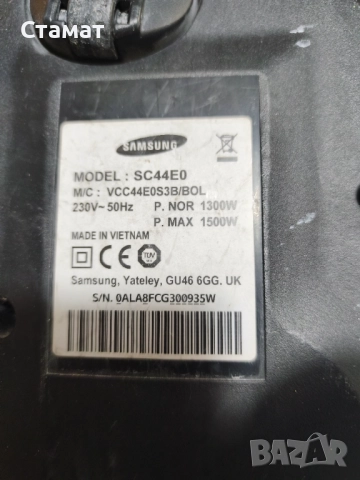 Стамат
SAMSUNG
MODEL : SC44E0
M/C : VCC44E0S3B/BOL
230V~ 50Hz P. NOR 1300W
P. MAX 1500W
MADE IN VIETNAM
CE
Samsung, Yateley, GU46 6GG. UK
S/N. 0ALA8FCG300935W
BAZAR